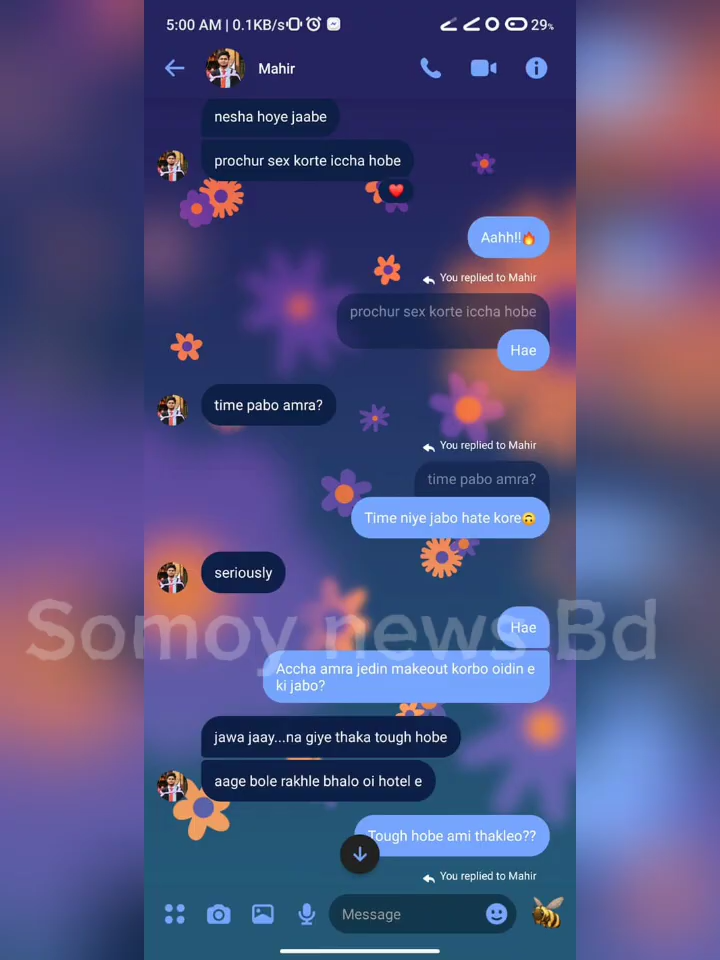 5:00 AM | 0.1KB/s
29%
Mahir
nesha hoye jaabe
prochur sex korte iccha hobe
Aahh!!🔥
You replied to Mahir
prochur sex korte iccha hobe
Hae
time pabo amra?
You replied to Mahir
time pabo amra?
Time niye jabo hate kore🙃
seriously
Hae
Somoy news Bd
Accha amra jedin makeout korbo oidin e
ki jabo?
jawa jaay...na giye thaka tough hobe
aage bole rakhle bhalo oi hotel e
Tough hobe ami thakleo??
You replied to Mahir
Message